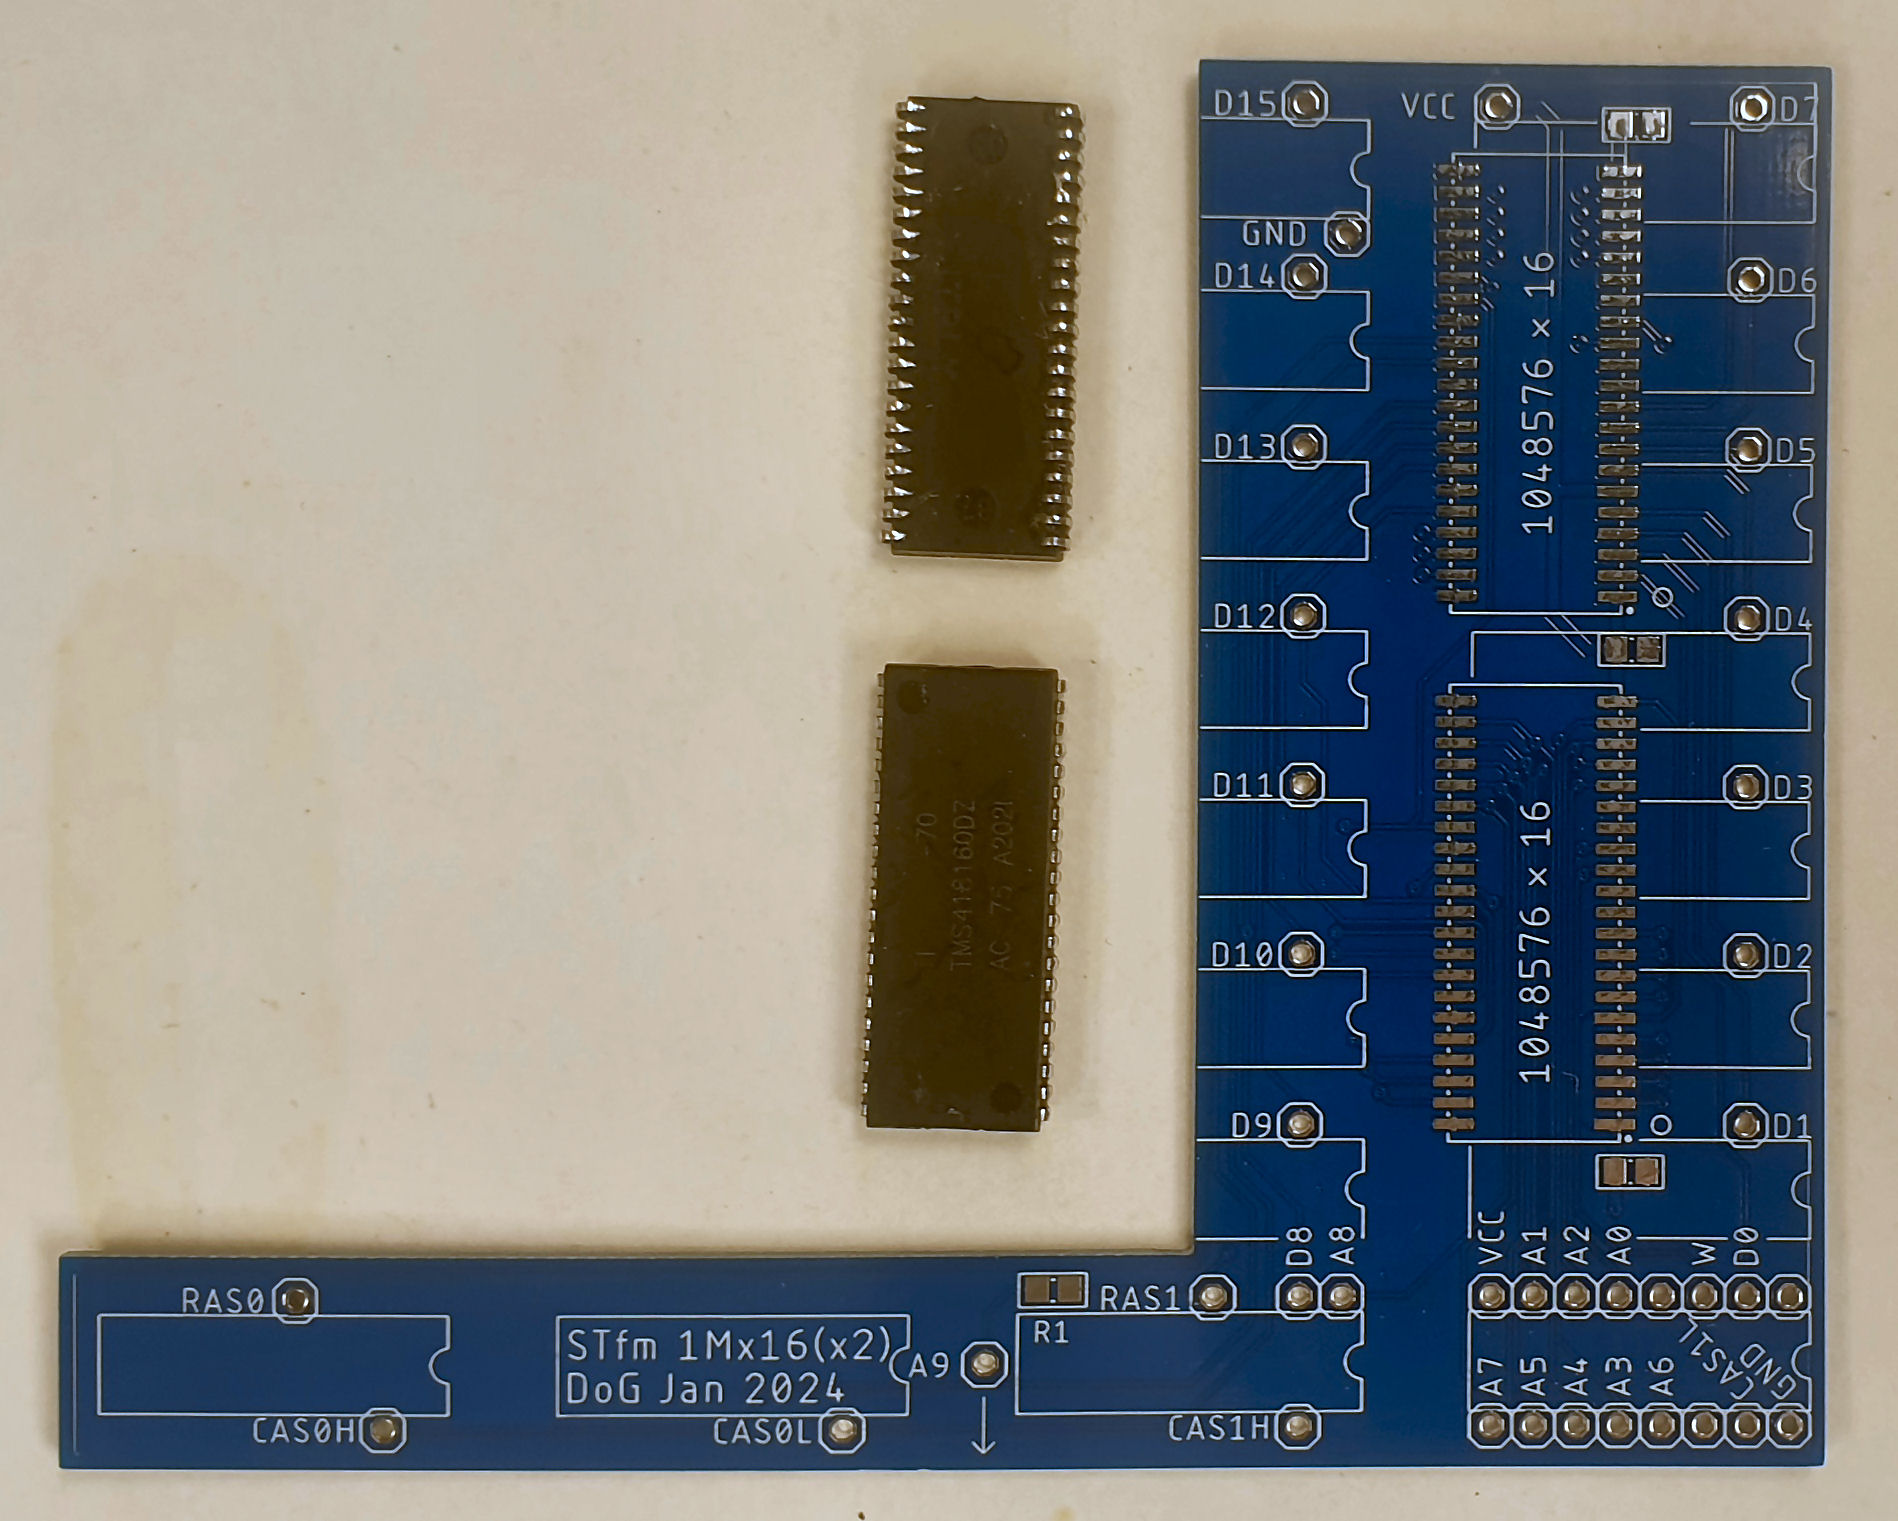 D15
VCC
D7
GND
D14
D6
1048576×16
D13
D5
D12
D4
-70
TMS418160DZ
AC 75 A2021
D11
D3
1048576×16
D10
D2
D9
D1
D8
A8
VCC
A1
A2
A0
W
D0
RAS0
RAS1
R1
STfm 1Mx16(x2)
DoG Jan 2024
A9
A7
A5
A4
A3
A6
CAS1L
GND
CAS0H
CAS0L
CAS1H